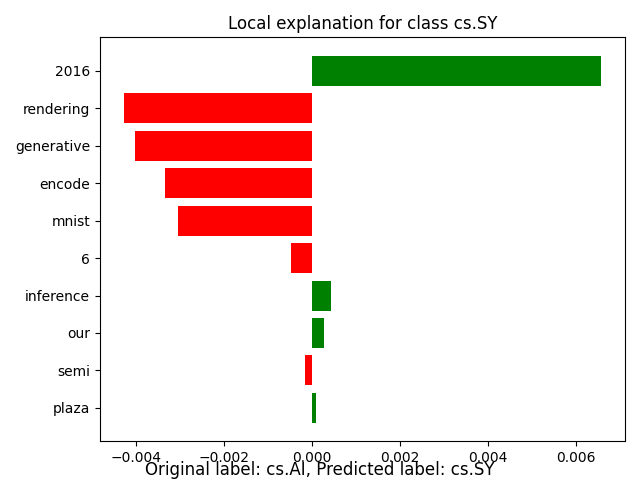 Local explanation for class cs.SY
2016
rendering
generative
encode
mnist
6
inference
our
semi
plaza
−0.004 −0.002 0.000 0.002 0.004 0.006
Original label: cs.AI, Predicted label: cs.SY